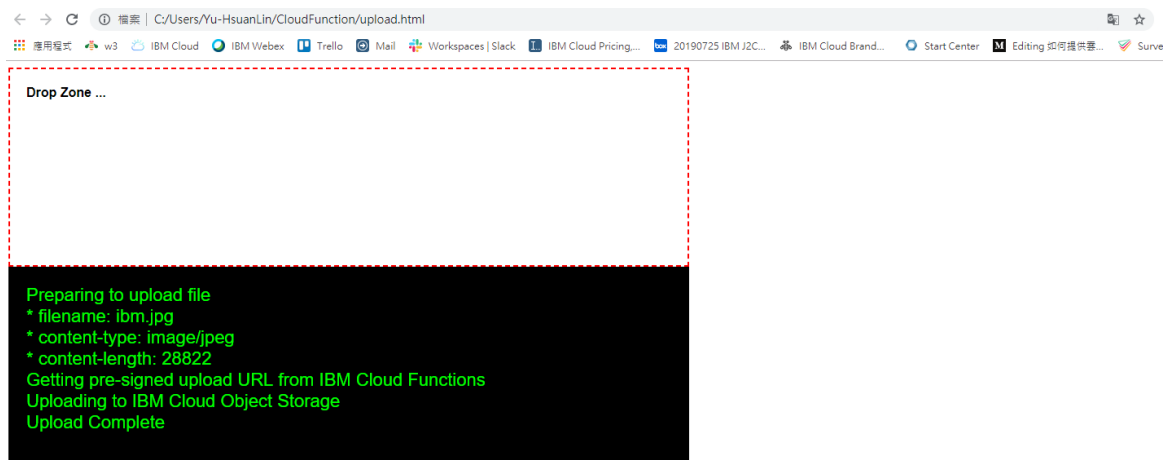 檔案 | C:/Users/Yu-HsuanLin/CloudFunction/upload.html
應用程式 w3 IBM Cloud IBM Webex Trello Mail Workspaces | Slack IBM Cloud Pricing,... 20190725 IBM J2C... IBM Cloud Brand... Start Center Editing 如何提供雲... Surve
Drop Zone ...
Preparing to upload file
* filename: ibm.jpg
* content-type: image/jpeg
* content-length: 28822
Getting pre-signed upload URL from IBM Cloud Functions
Uploading to IBM Cloud Object Storage
Upload Complete